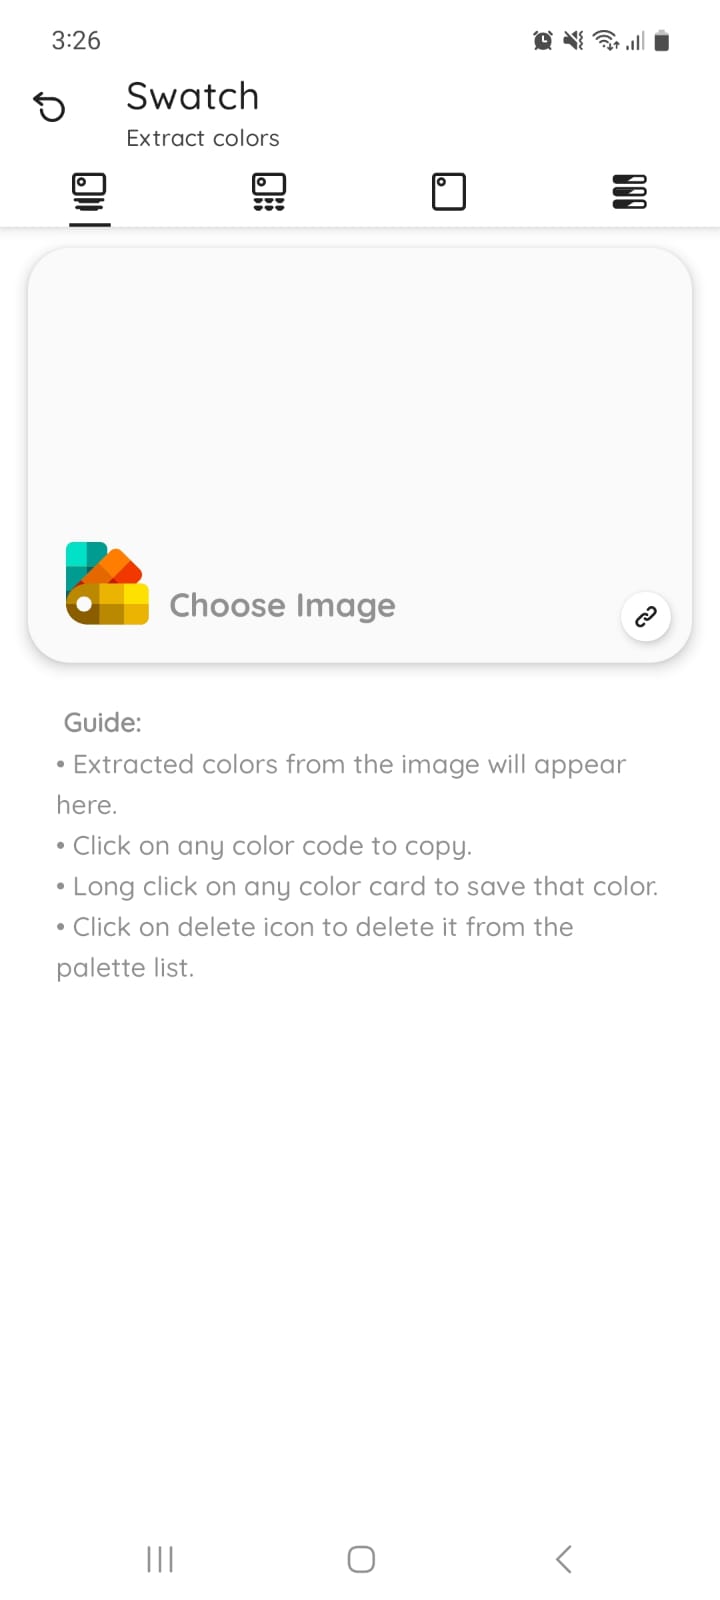 3:26
Swatch
Extract colors
Choose Image
Guide:
• Extracted colors from the image will appear
here.
• Click on any color code to copy.
• Long click on any color card to save that color.
• Click on delete icon to delete it from the
palette list.